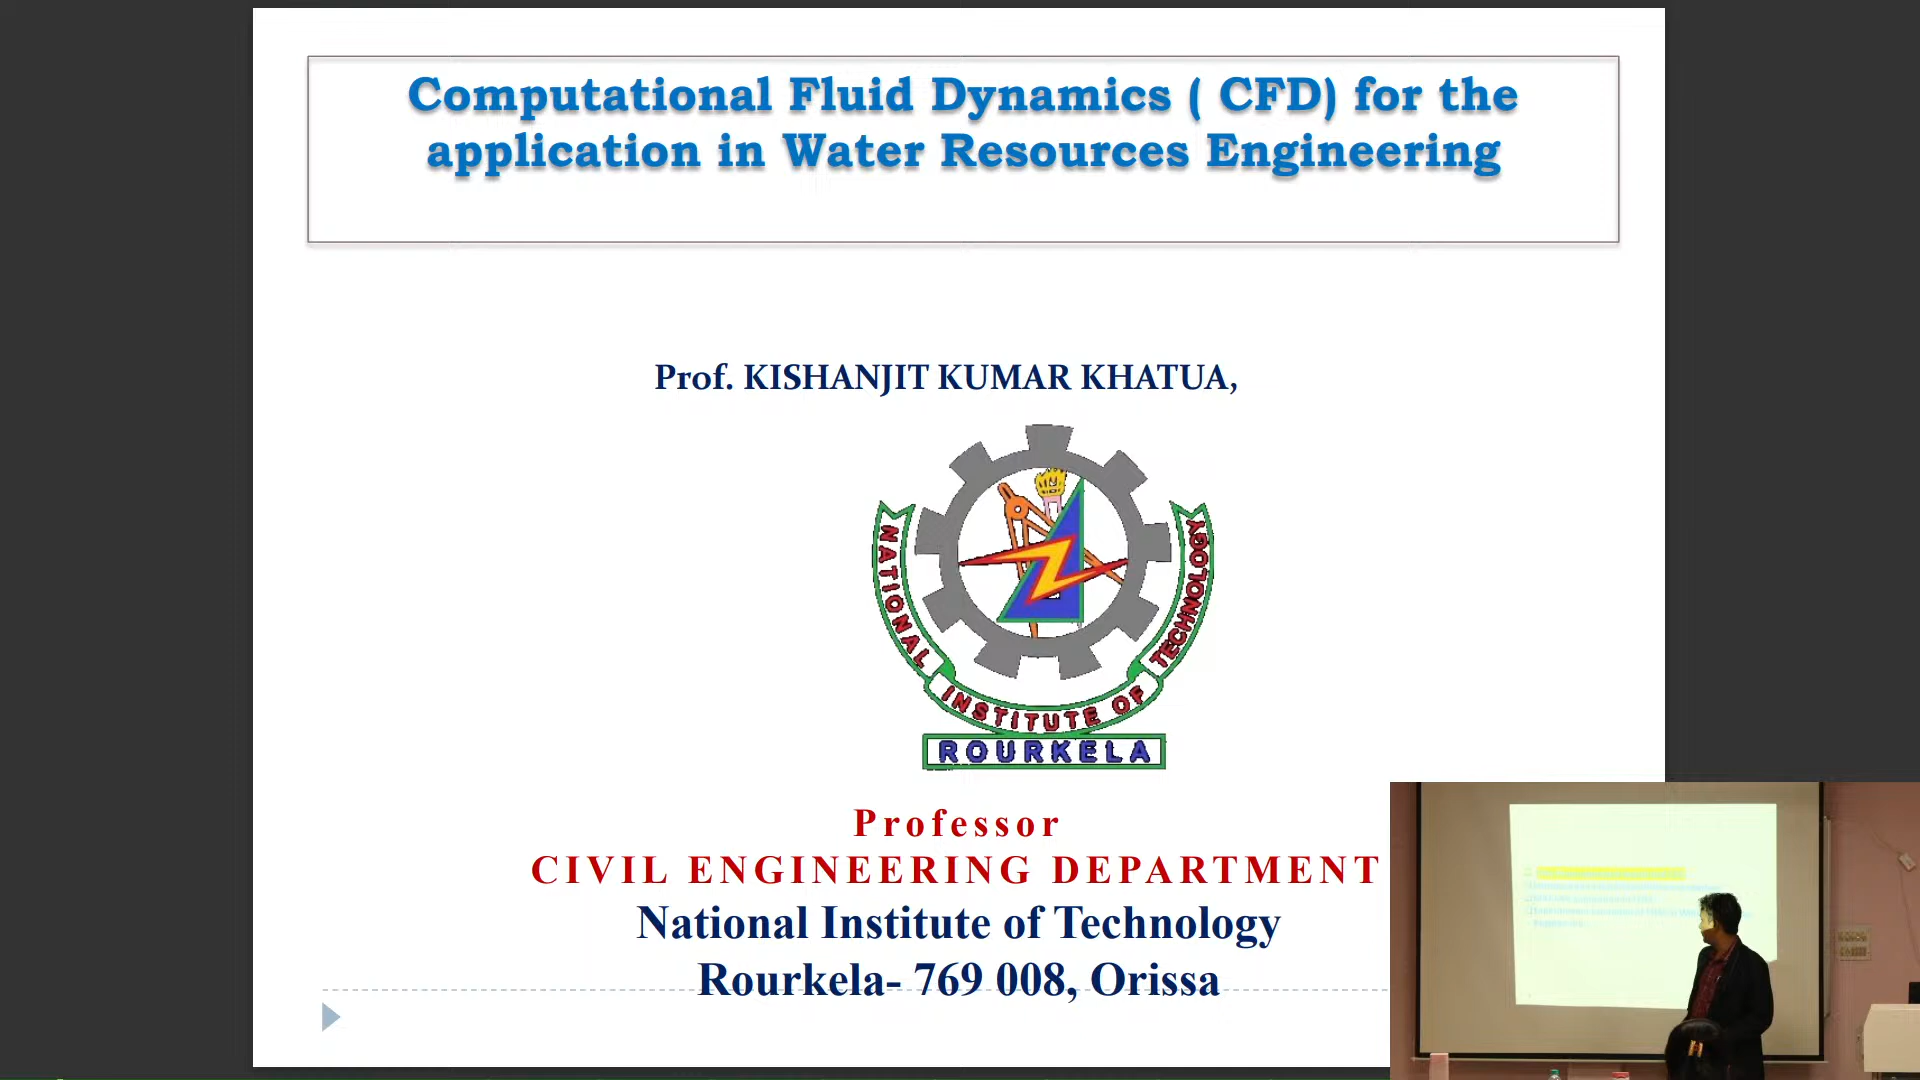 Computational Fluid Dynamics ( CFD) for the
application in Water Resources Engineering
Prof. KISHANJIT KUMAR KHATUA,
NATIONAL INSTITUTE OF TECHNOLOGY
ROURKELA
Professor
CIVIL ENGINEERING DEPARTMENT
National Institute of Technology
Rourkela- 769 008, Orissa